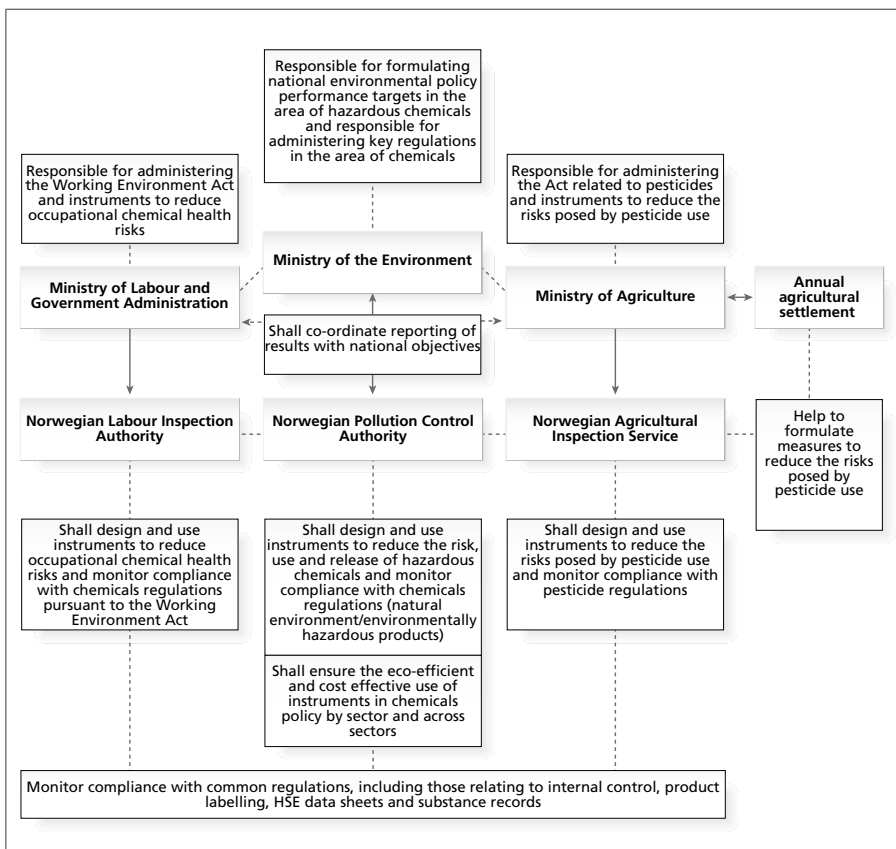 Responsible for formulating
national environmental policy
performance targets in the
area of hazardous chemicals
and responsible for
administering key regulations
in the area of chemicals
Responsible for administering
the Working Environment Act
and instruments to reduce
occupational chemical health
risks
Responsible for administering
the Act related to pesticides
and instruments to reduce the
risks posed by pesticide use
Ministry of Labour and
Government Administration
Ministry of the Environment
Ministry of Agriculture
Annual
agricultural
settlement
Shall co-ordinate reporting of
results with national objectives
Norwegian Labour Inspection
Authority
Norwegian Pollution Control
Authority
Norwegian Agricultural
Inspection Service
Help to
formulate
measures to
reduce the risks
posed by
pesticide use
Shall design and use
instruments to reduce
occupational chemical health
risks and monitor compliance
with chemicals regulations
pursuant to the Working
Environment Act
Shall design and use
instruments to reduce the risk,
use and release of hazardous
chemicals and monitor
compliance with chemicals
regulations (natural
environment/environmentally
hazardous products)
Shall ensure the eco-efficient
and cost effective use of
instruments in chemicals
policy by sector and across
sectors
Shall design and use
instruments to reduce the
risks posed by pesticide use
and monitor compliance with
pesticide regulations
Monitor compliance with common regulations, including those relating to internal control, product
labelling, HSE data sheets and substance records